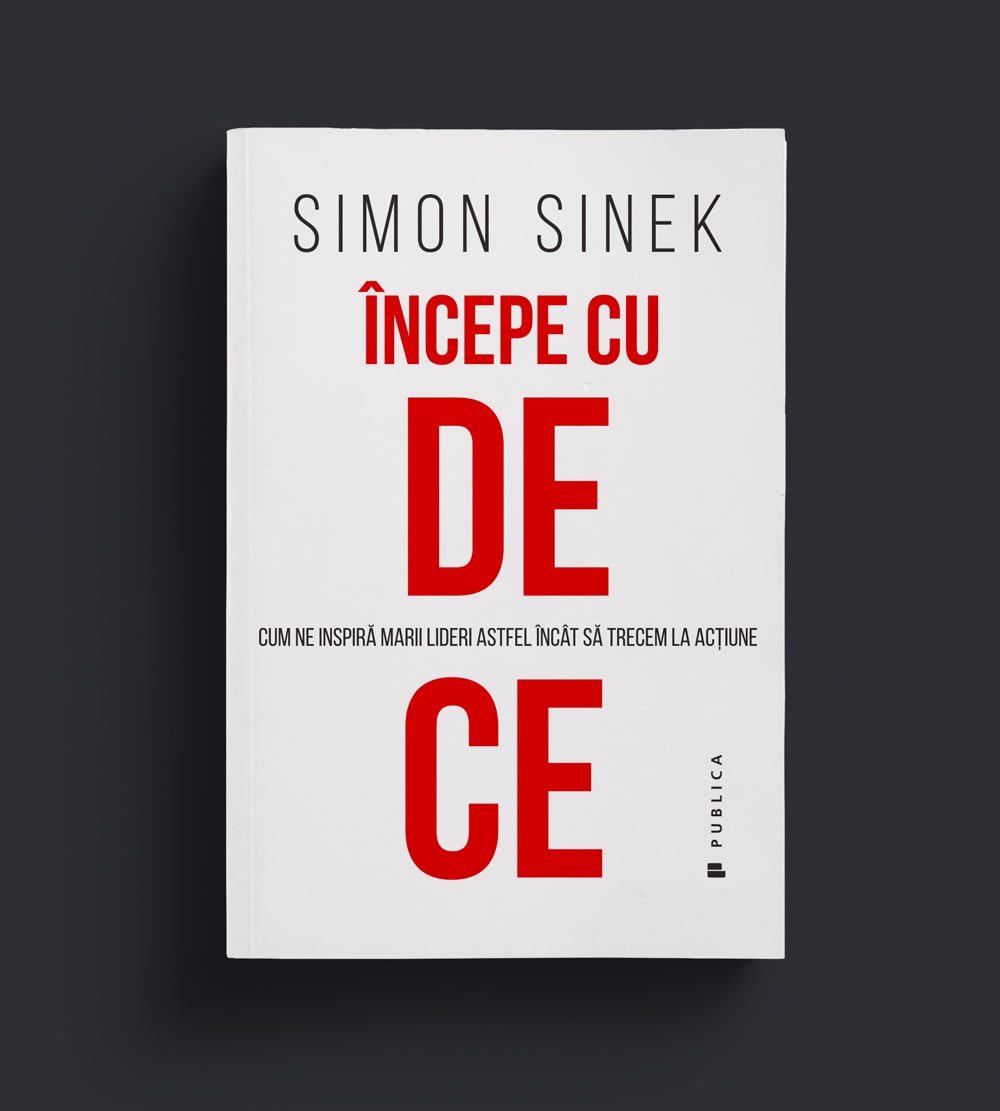 SIMON SINEK
ÎNCEPE CU
DE
CUM NE INSPIRĂ MARII LIDERI ASTFEL ÎNCÂT SĂ TRECEM LA ACȚIUNE
CE
PUBLICA